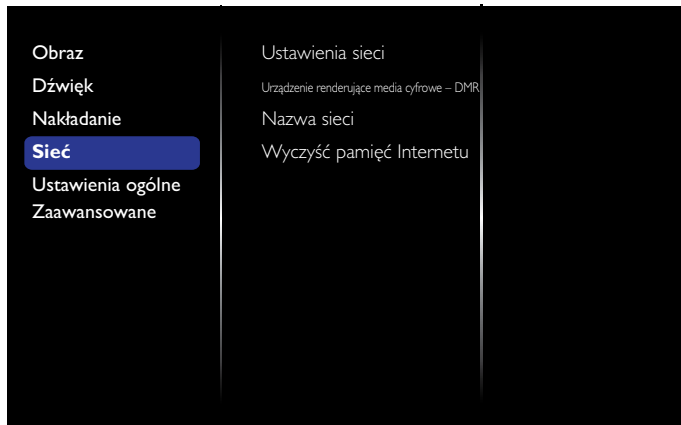 Obraz
Dźwięk
Nakładanie
Sieć
Ustawienia ogólne
Zaawansowane
Ustawienia sieci
Urządzenie renderujące media cyfrowe – DMR
Nazwa sieci
Wyczyść pamięć Internetu